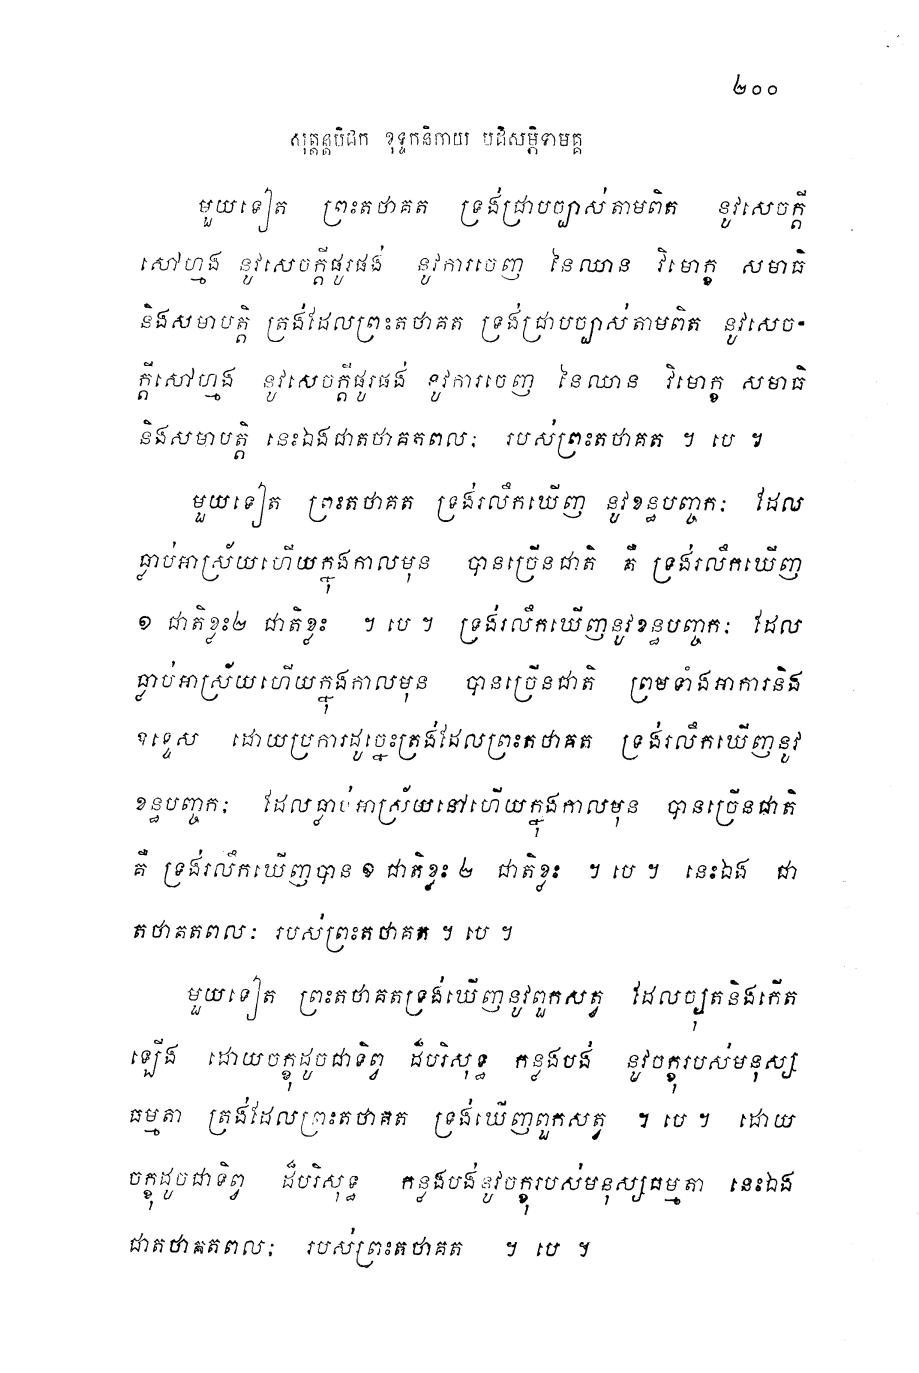 ២០០
សុត្តន្តបិដក ខុទ្ទកនិកាយ បដិសម្ភិទាមគ្គ
មួយទៀត ព្រះតថាគត ទ្រង់ជ្រាបច្បាស់តាមពិត នូវសេចក្តី
សៅហ្មង នូវសេចក្តីផូរផង់ នូវការចេញ នៃឈាន វិមោក្ខ សមាធិ
និងសមាបត្តិ ត្រង់ដែលព្រះតថាគត ទ្រង់ជ្រាបច្បាស់តាមពិត នូវសេច-
ក្តីសៅហ្មង នូវសេចក្តីផូរផង់ នូវការចេញ នៃឈាន វិមោក្ខ សមាធិ
និងសមាបត្តិ នេះឯងជាតថាគតពលៈ របស់ព្រះតថាគត ។ បេ ។
មួយទៀត ព្រះតថាគត ទ្រង់រលឹកឃើញ នូវខន្ធបញ្ចកៈ ដែល
ធ្លាប់អាស្រ័យហើយក្នុងកាលមុន បានច្រើនជាតិ គឺ ទ្រង់រលឹកឃើញ
១ ជាតិខ្លះ២ ជាតិខ្លះ ។ បេ ។ ទ្រង់រលឹកឃើញនូវខន្ធបញ្ចកៈ ដែល
ធ្លាប់អាស្រ័យហើយក្នុងកាលមុន បានច្រើនជាតិ ព្រមទាំងអាការនិង
ឧទ្ទេស ដោយប្រការដូច្នេះត្រង់ដែលព្រះតថាគត ទ្រង់រលឹកឃើញនូវ
ខន្ធបញ្ចកៈ ដែលធ្លាប់អាស្រ័យនៅហើយក្នុងកាលមុន បានច្រើនជាតិ
គឺ ទ្រង់រលឹកឃើញបាន ១ ជាតិខ្លះ ២ ជាតិខ្លះ ។ បេ ។ នេះឯង ជា
តថាគតពលៈ របស់ព្រះតថាគត ។ បេ ។
មួយទៀត ព្រះតថាគតទ្រង់ឃើញនូវពួកសត្វ ដែលច្យុតនិងកើត
ឡើង ដោយចក្ខុដូចជាទិព្វ ដ៏បរិសុទ្ធ កន្លងបង់ នូវចក្ខុរបស់មនុស្ស
ធម្មតា ត្រង់ដែលព្រះតថាគត ទ្រង់ឃើញពួកសត្វ ។ បេ ។ ដោយ
ចក្ខុដូចជាទិព្វ ដ៏បរិសុទ្ធ កន្លងបង់នូវចក្ខុរបស់មនុស្សធម្មតា នេះឯង
ជាតថាគតពលៈ របស់ព្រះតថាគត ។ បេ ។